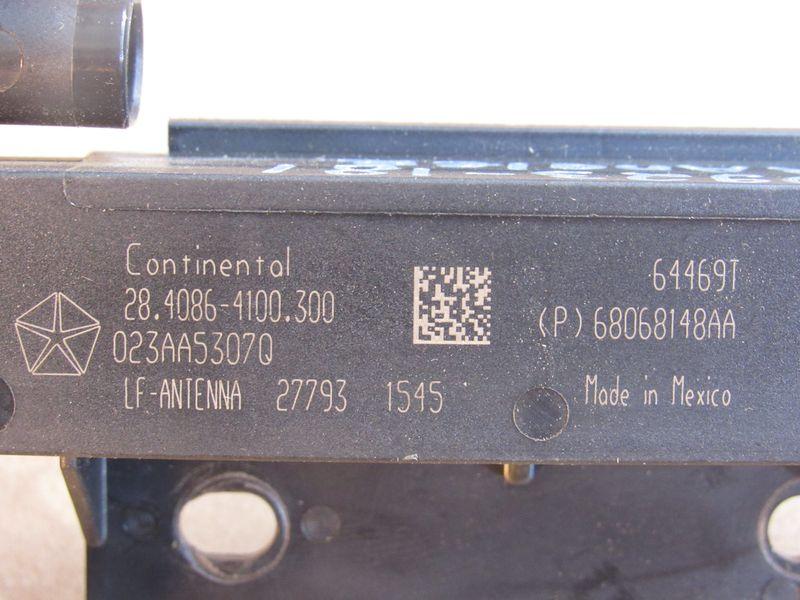 Continental
28.4086-4100.300
023AA5307Q
LF-ANTENNA 27793 1545
64469T
(P) 68068148AA
Made in Mexico